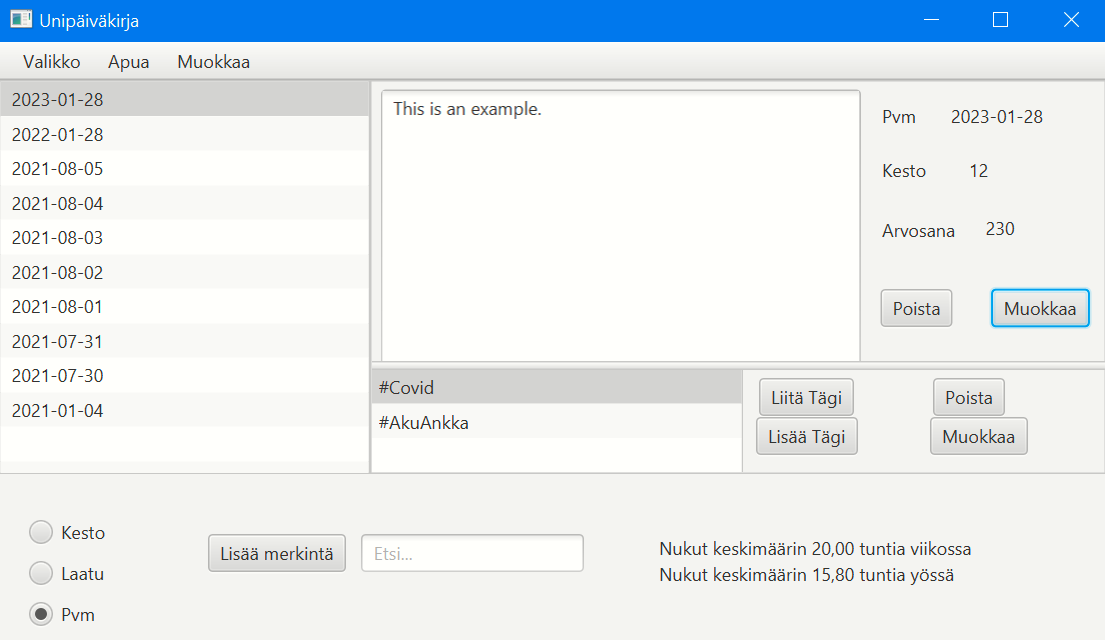 Unipäiväkirja
Valikko Apua Muokkaa
2023-01-28
2022-01-28
2021-08-05
2021-08-04
2021-08-03
2021-08-02
2021-08-01
2021-07-31
2021-07-30
2021-01-04
This is an example.
Pvm 2023-01-28
Kesto 12
Arvosana 230
Poista Muokkaa
#Covid
#AkuAnkka
Liitä Tägi Poista
Lisää Tägi Muokkaa
Kesto
Laatu
Pvm
Lisää merkintä Etsi...
Nukut keskimäärin 20,00 tuntia viikossa
Nukut keskimäärin 15,80 tuntia yössä